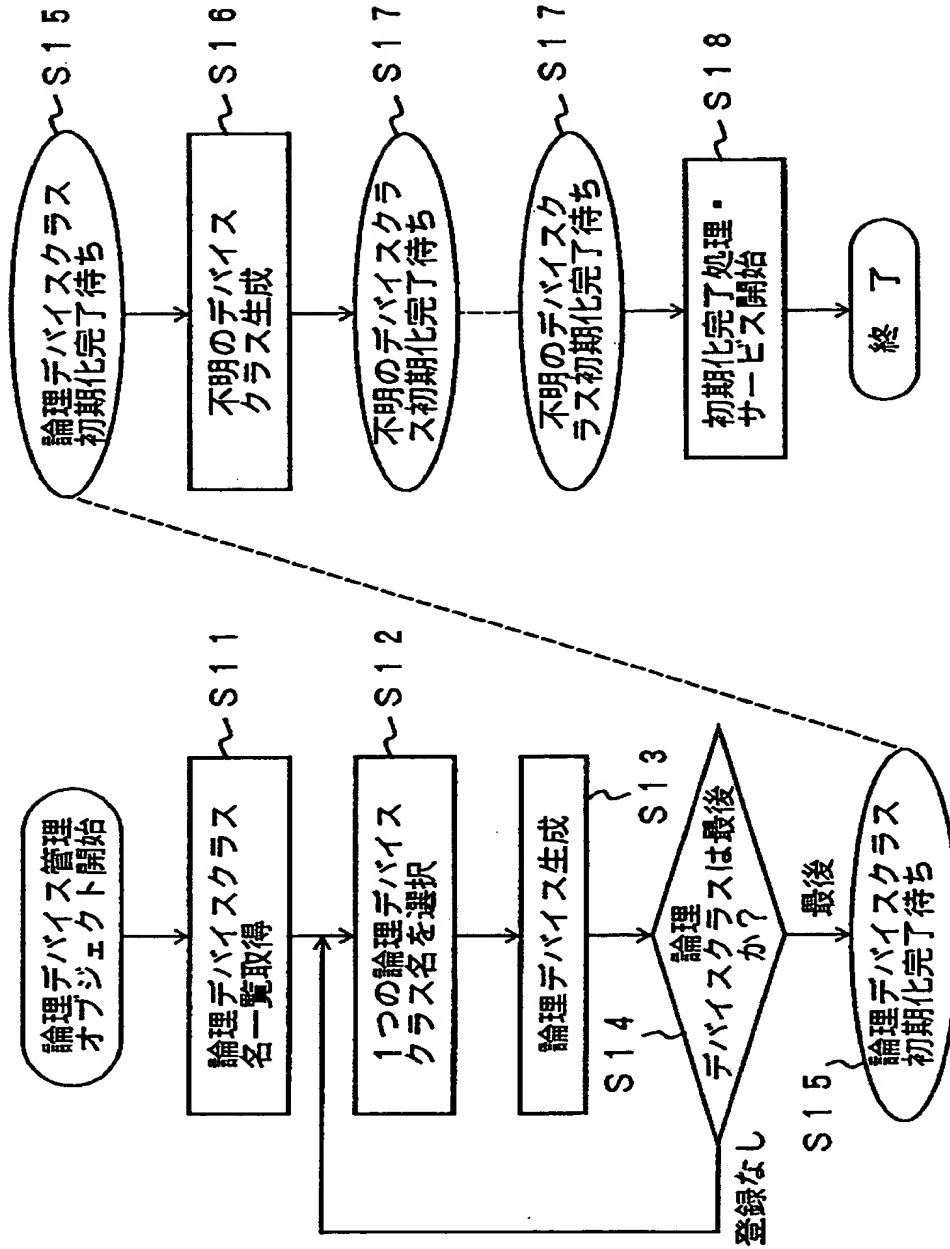 論理デバイス管理
オブジェクト開始
論理デバイスクラス
名一覧取得
S11
1つの論理デバイス
クラス名を選択
S12
論理デバイス生成
S13
論理
デバイスクラスは最後
か?
S14
登録なし
最後
論理デバイスクラス
初期化完了待ち
S15
論理デバイスクラス
初期化完了待ち
S15
不明のデバイス
クラス生成
S16
不明のデバイスクラ
ス初期化完了待ち
S17
不明のデバイスク
ラス初期化完了待ち
S17
初期化完了処理・
サービス開始
S18
終了